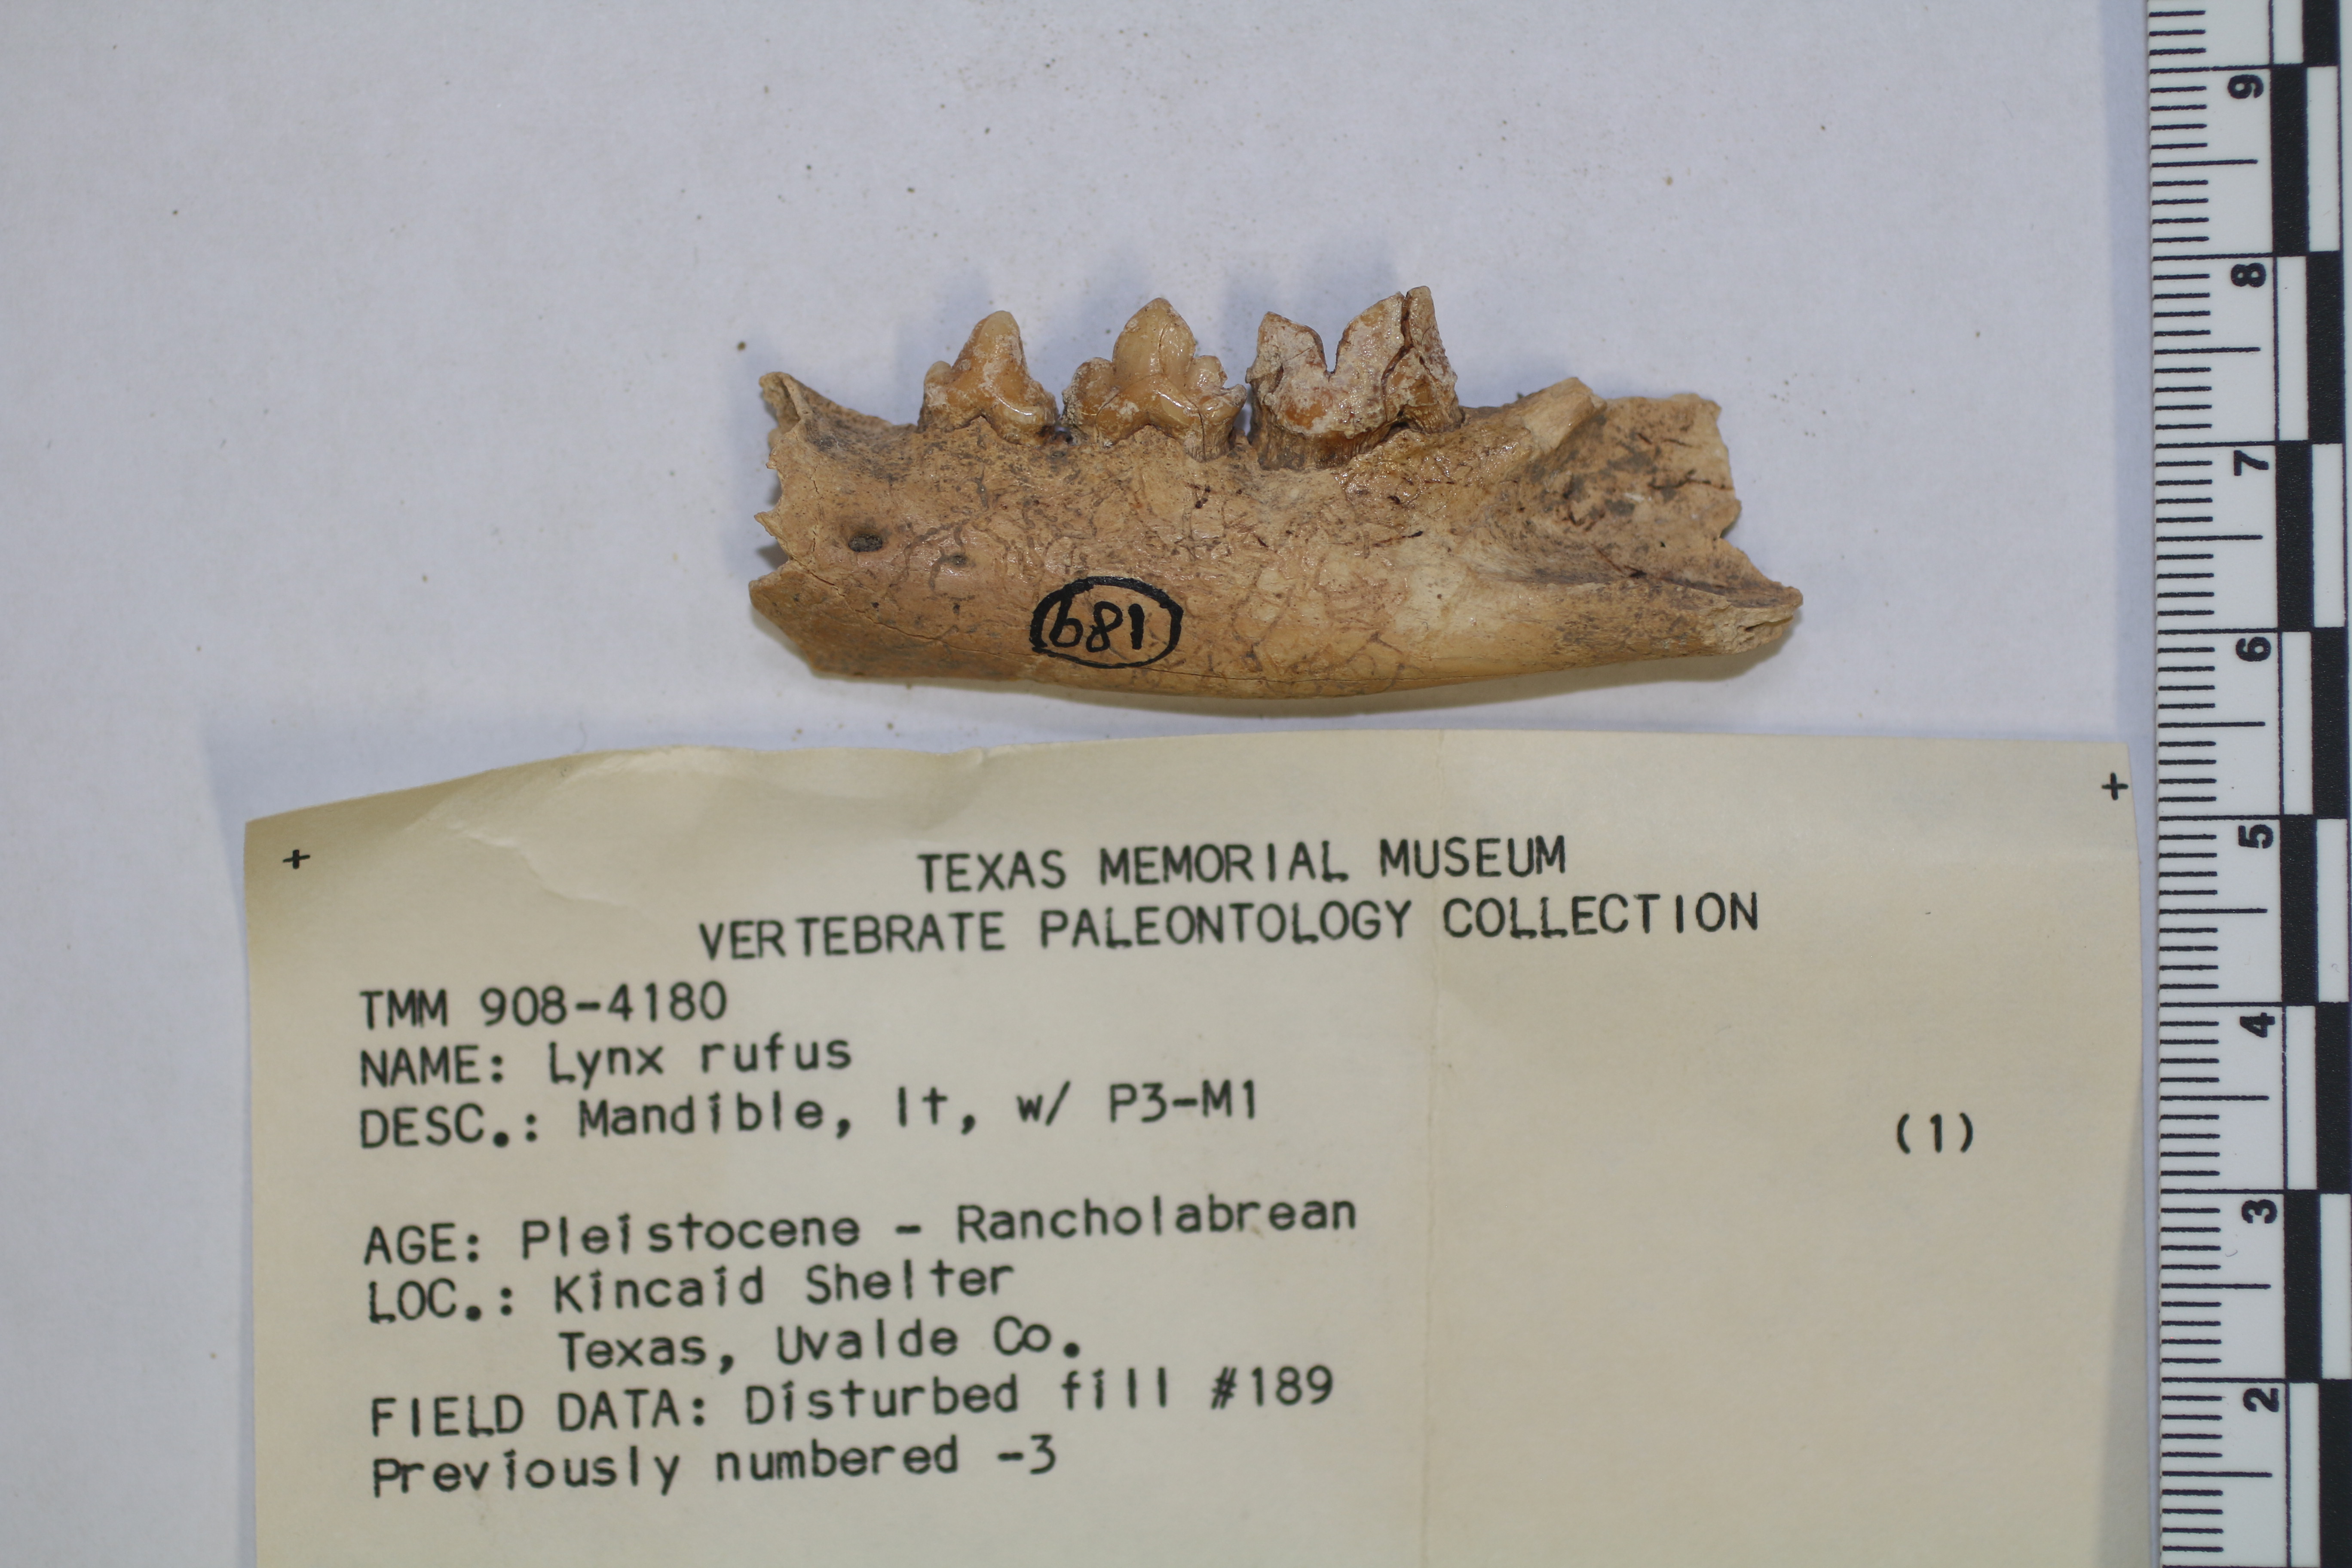 189
TEXAS MEMORIAL MUSEUM
VERTEBRATE PALEONTOLOGY COLLECTION
TMM 908-4180
NAME: Lynx rufus
DESC.: Mandible, lt, w/ P3-M1
(1)
AGE: Pleistocene - Rancholabrean
LOC.: Kincaid Shelter
Texas, Uvalde Co.
FIELD DATA: Disturbed fill #189
Previously numbered -3
9
8
7
6
5
4
3
2